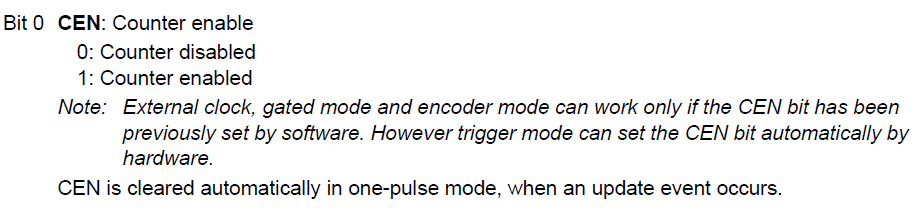 Bit 0 CEN: Counter enable
0: Counter disabled
1: Counter enabled
Note: External clock, gated mode and encoder mode can work only if the CEN bit has been
previously set by software. However trigger mode can set the CEN bit automatically by
hardware.
CEN is cleared automatically in one-pulse mode, when an update event occurs.